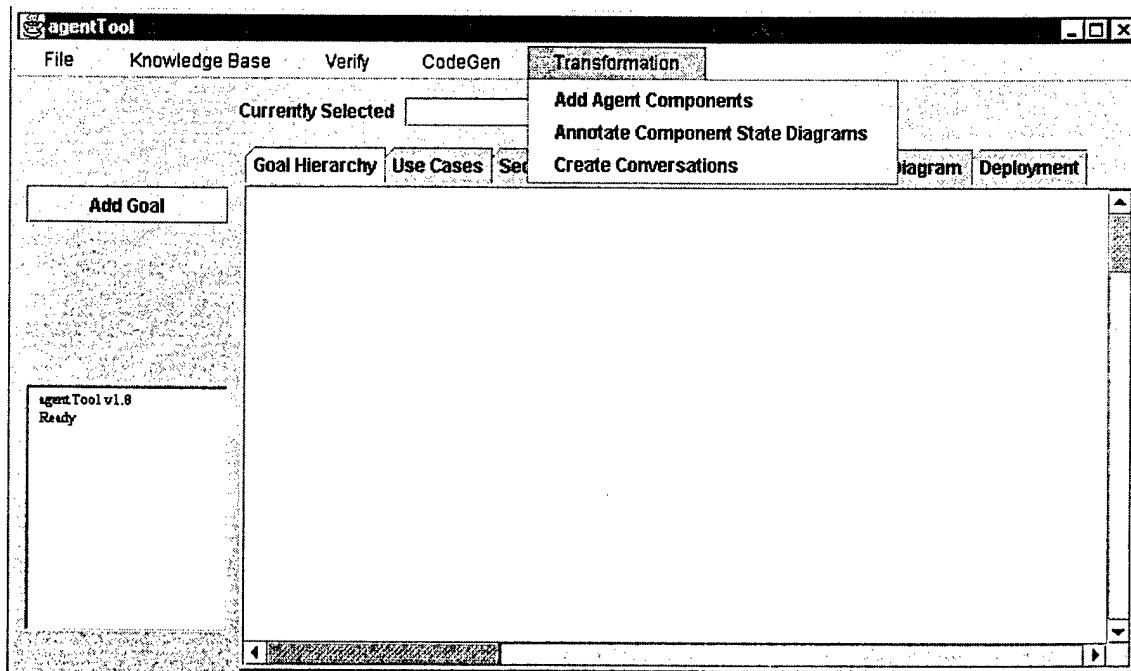 agentTool
File Knowledge Base Verify CodeGen Transformation
Currently Selected
Add Agent Components
Annotate Component State Diagrams
Create Conversations
Goal Hierarchy Use Cases Deployment
Add Goal
agentTool v1.8
Ready